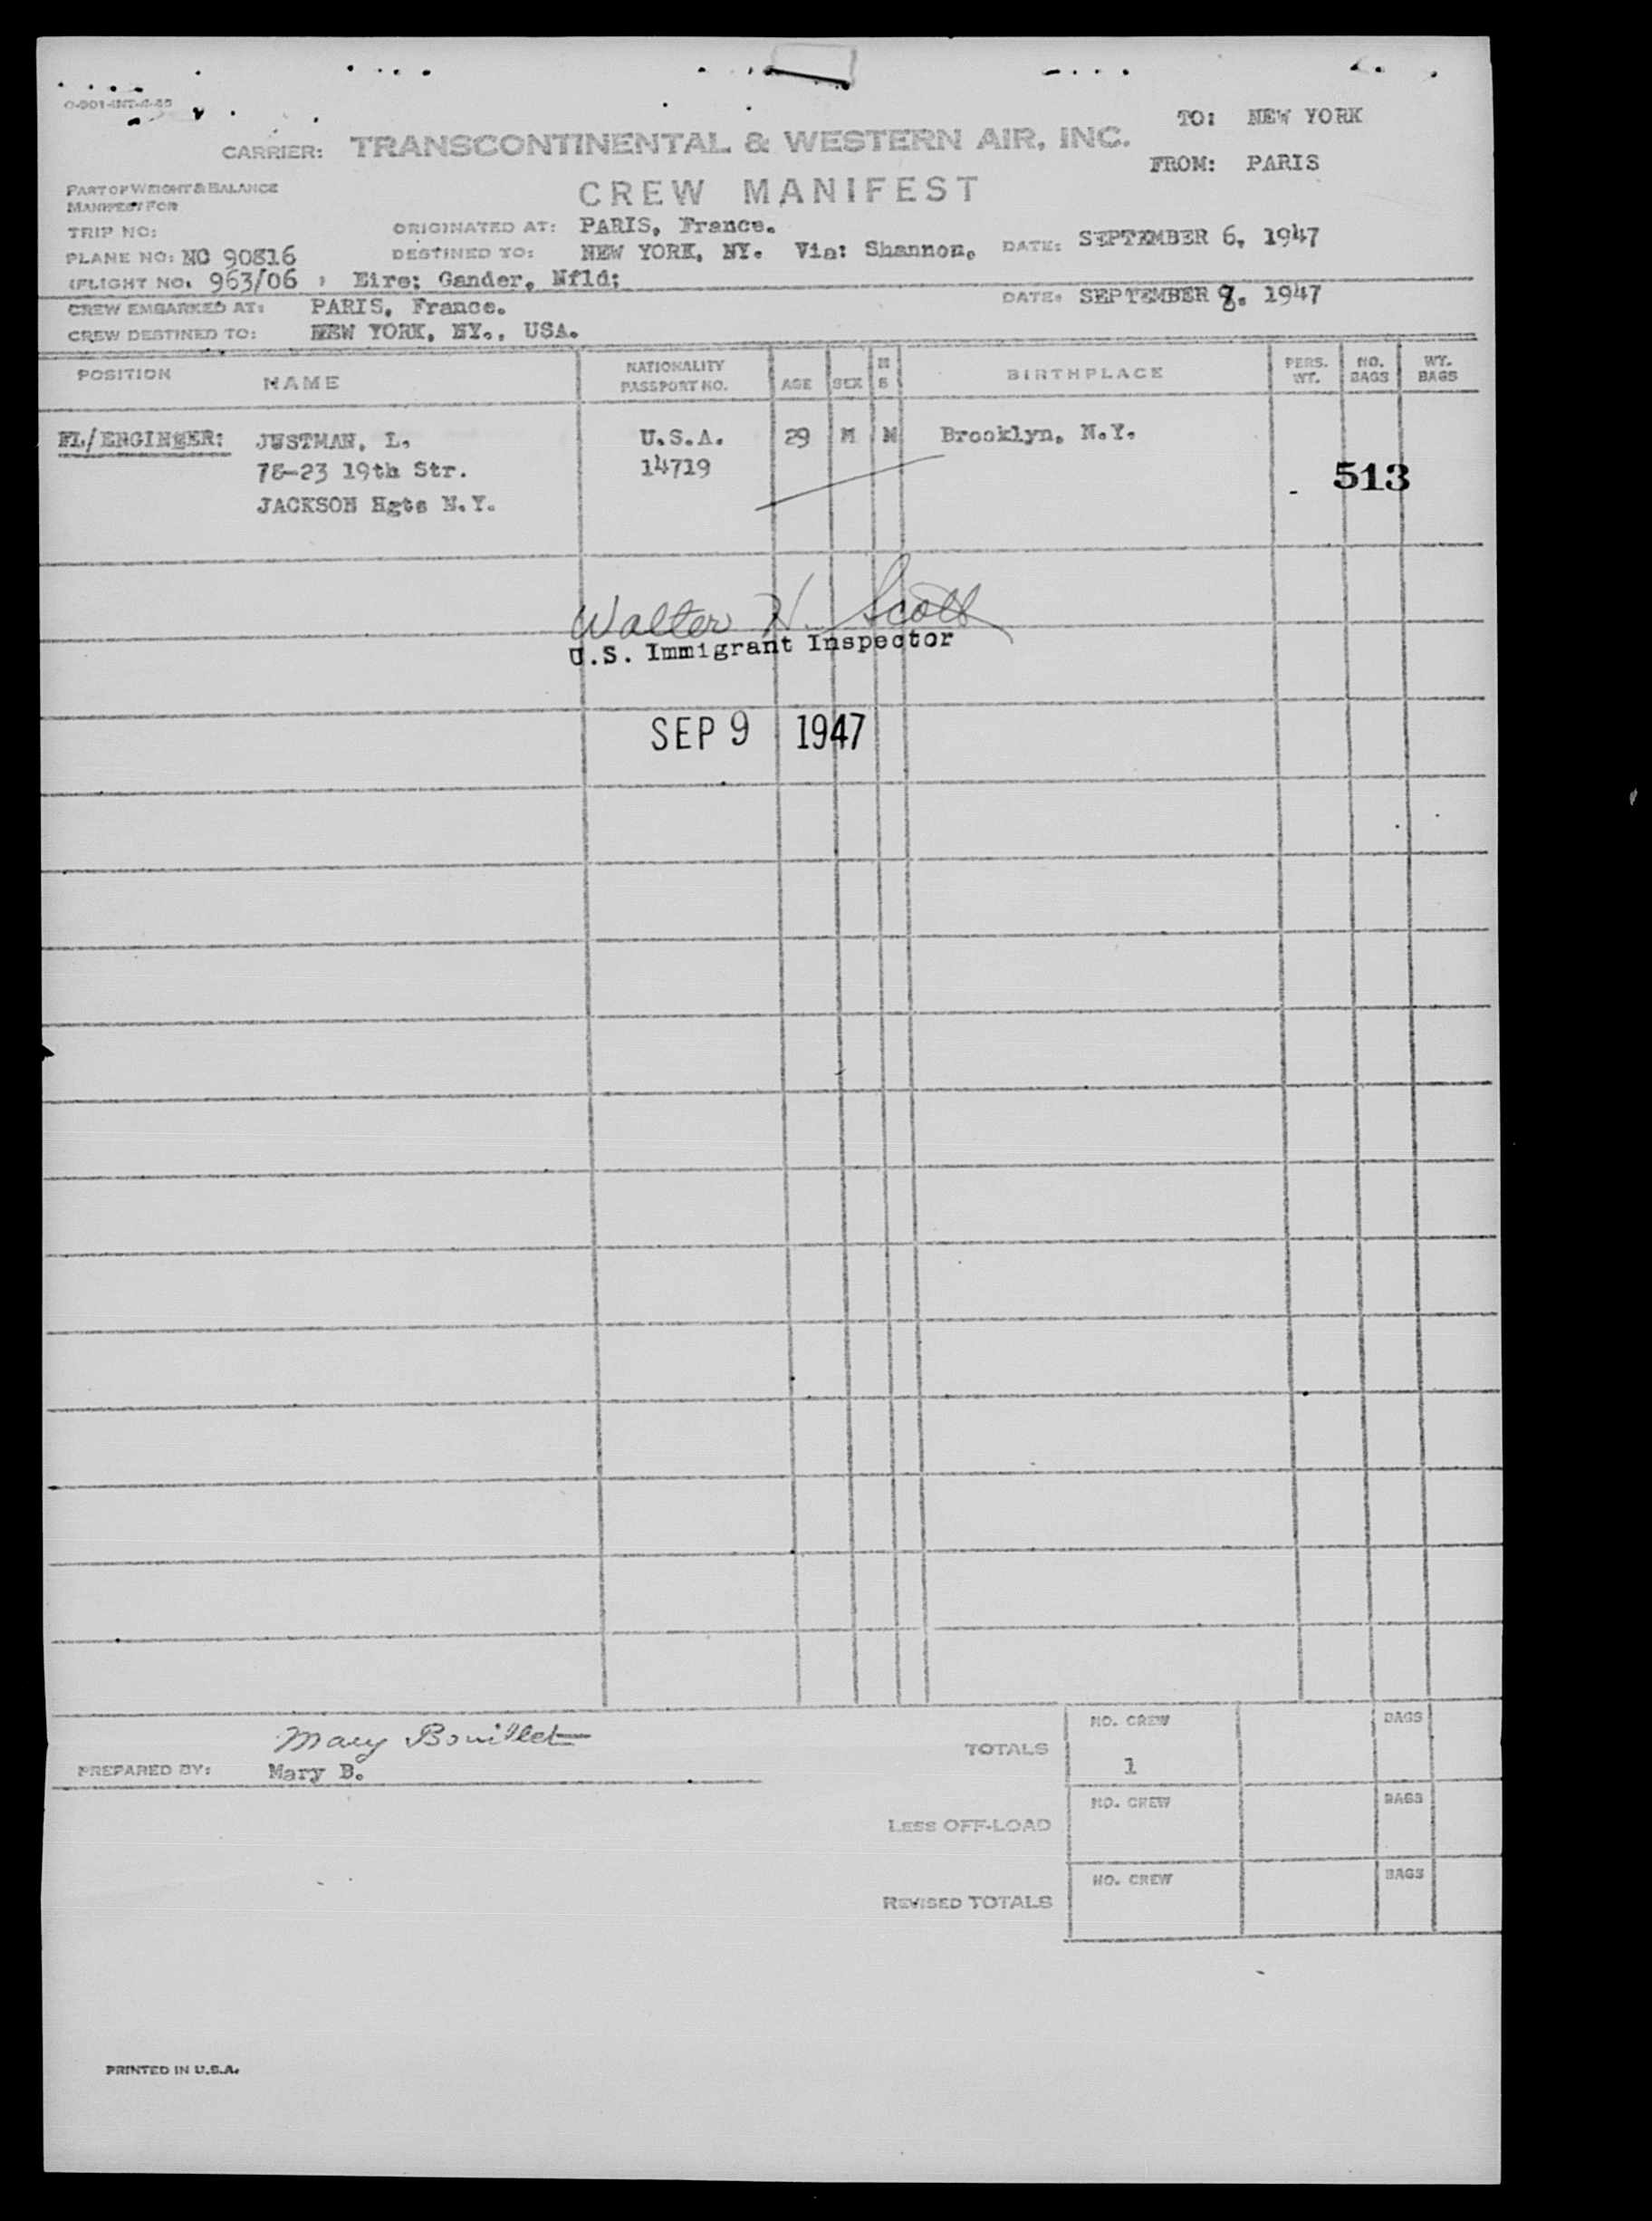 TO: NEW YORK
CARRIER: TRANSCONTINENTAL & WESTERN AIR, INC.
FROM: PARIS
CREW MANIFEST
PART OF WEIGHT & BALANCE
MANIFEST FOR
TRIP NO: ORIGINATED AT: PARIS, France. DATE: SEPTEMBER 6, 1947
PLANE NO: NC 90816 DESTINED TO: NEW YORK, NY. Via: Shannon,
(FLIGHT NO. 963/06 ) Eire; Gander, Nfld;
CREW EMBARKED AT: PARIS, France. DATE: SEPTEMBER 8, 1947
CREW DESTINED TO: NEW YORK, NY., USA.
POSITION NAME NATIONALITY PASSPORT NO. AGE SEX M S BIRTHPLACE PERS. WT. NO. BAGS WT. BAGS
FL/ENGINEER: JUSTMAN, L. U.S.A. 29 M M Brooklyn, N.Y.
78-23 19th Str. 14719 513
JACKSON Hgts N.Y.
Walter H. Scott
U.S. Immigrant Inspector
SEP 9 1947
Mary Bouillet
PREPARED BY: Mary B.
TOTALS NO. CREW 1 BAGS
LESS OFF-LOAD NO. CREW BAGS
REVISED TOTALS NO. CREW BAGS
PRINTED IN U.S.A.